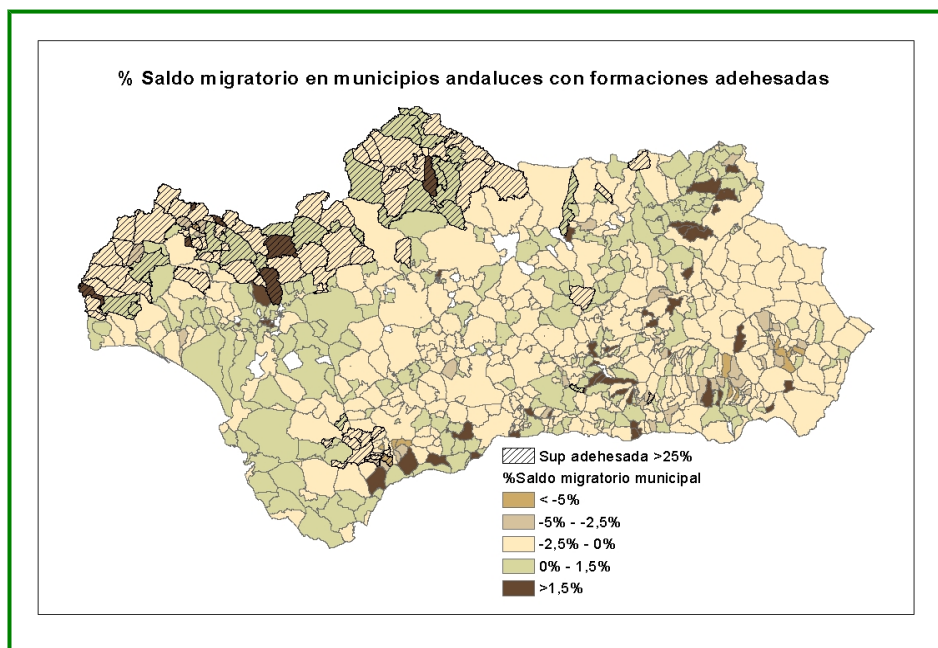 % Saldo migratorio en municipios andaluces con formaciones adehesadas
Sup adehesada >25%
%Saldo migratorio municipal
< -5%
-5% - -2,5%
-2,5% - 0%
0% - 1,5%
>1,5%